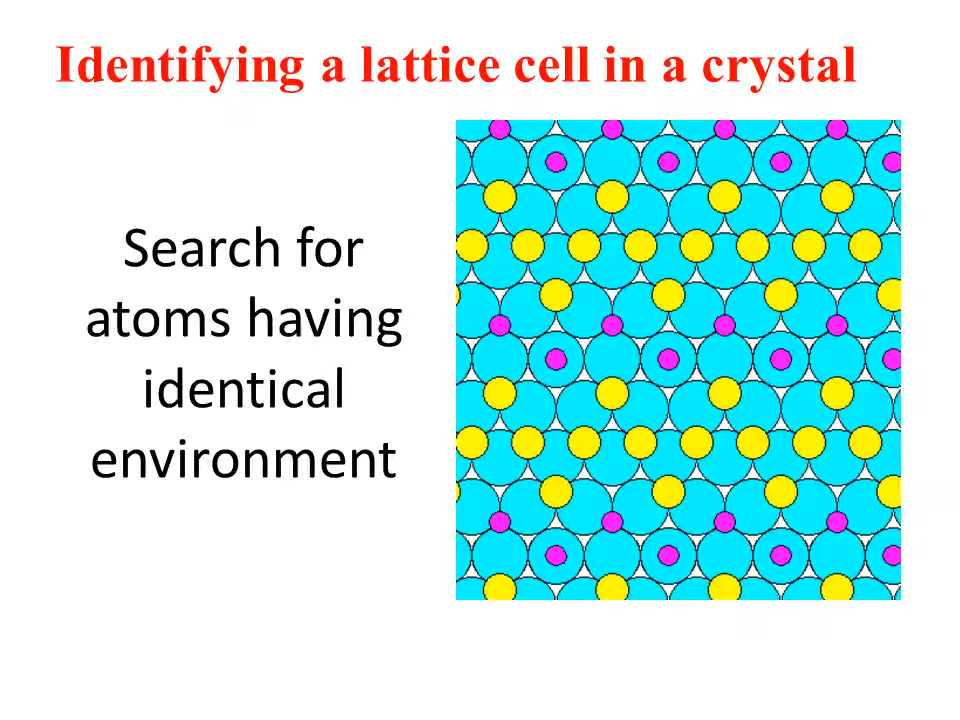 Identifying a lattice cell in a crystal
Search for
atoms having
identical
environment